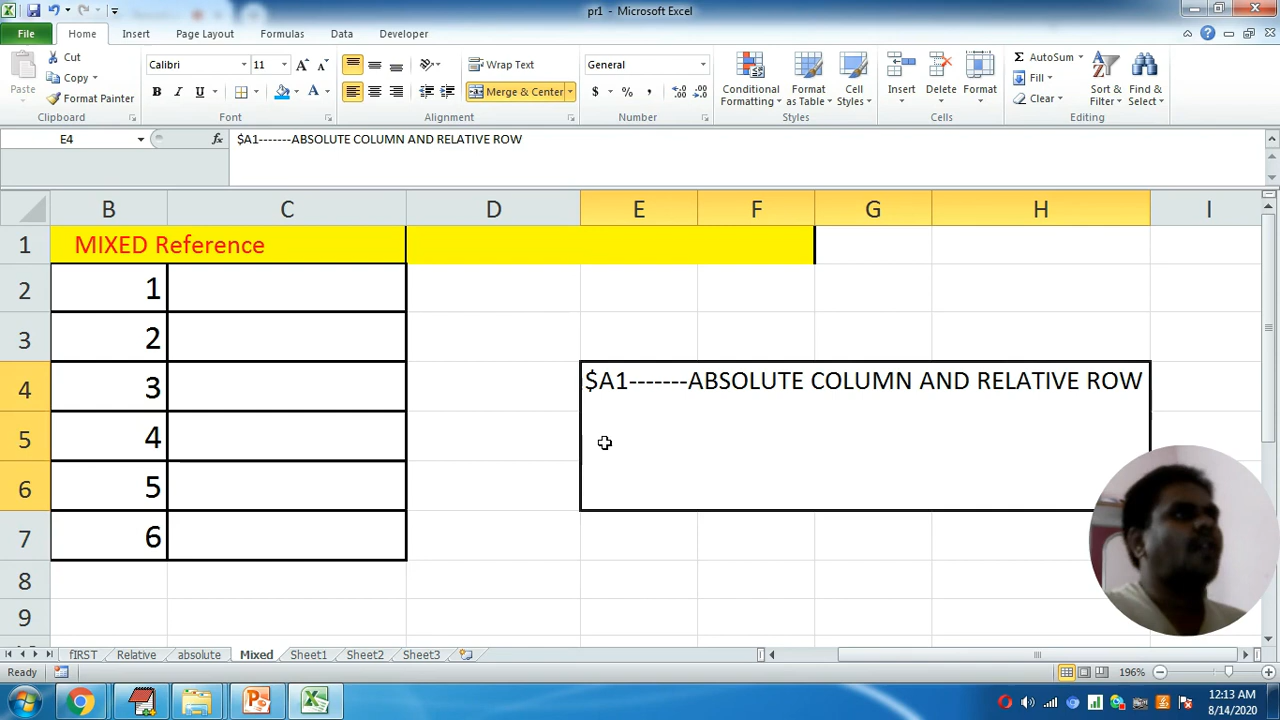 pr1 - Microsoft Excel
File Home Insert Page Layout Formulas Data Developer
Cut
Copy
Format Painter
Paste
Clipboard
Calibri 11
B I U
Font
Wrap Text
Merge & Center
Alignment
General
$ % ,
Number
Conditional Formatting
Format as Table
Cell Styles
Styles
Insert
Delete
Format
Cells
Σ AutoSum
Fill
Clear
Sort & Filter
Find & Select
Editing
E4 fx $A1-------ABSOLUTE COLUMN AND RELATIVE ROW
B C D E F G H I
1 MIXED Reference
2 1
3 2
4 3 $A1-------ABSOLUTE COLUMN AND RELATIVE ROW
5 4
6 5
7 6
8
9
fIRST Relative absolute Mixed Sheet1 Sheet2 Sheet3
Ready 196%
12:13 AM
8/14/2020